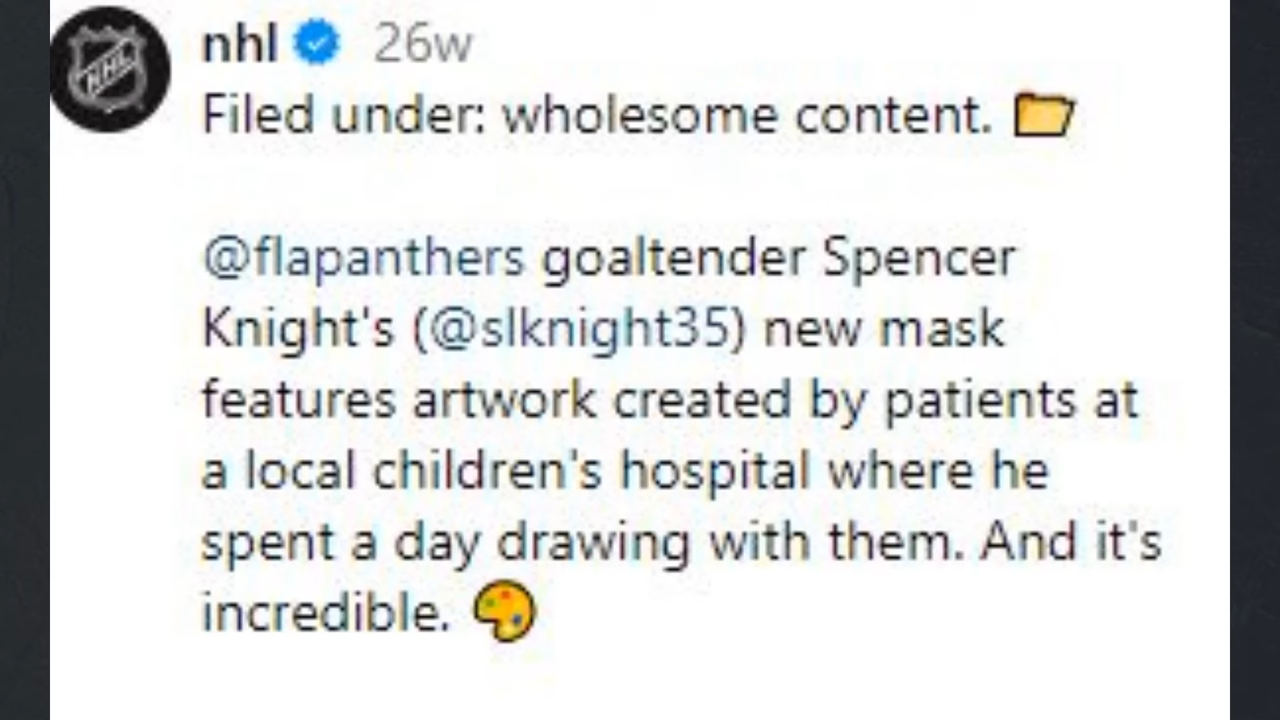 nhl 26w
Filed under: wholesome content. 📂
@flapanthers goaltender Spencer
Knight's (@slknight35) new mask
features artwork created by patients at
a local children's hospital where he
spent a day drawing with them. And it's
incredible. 🎨
NHL